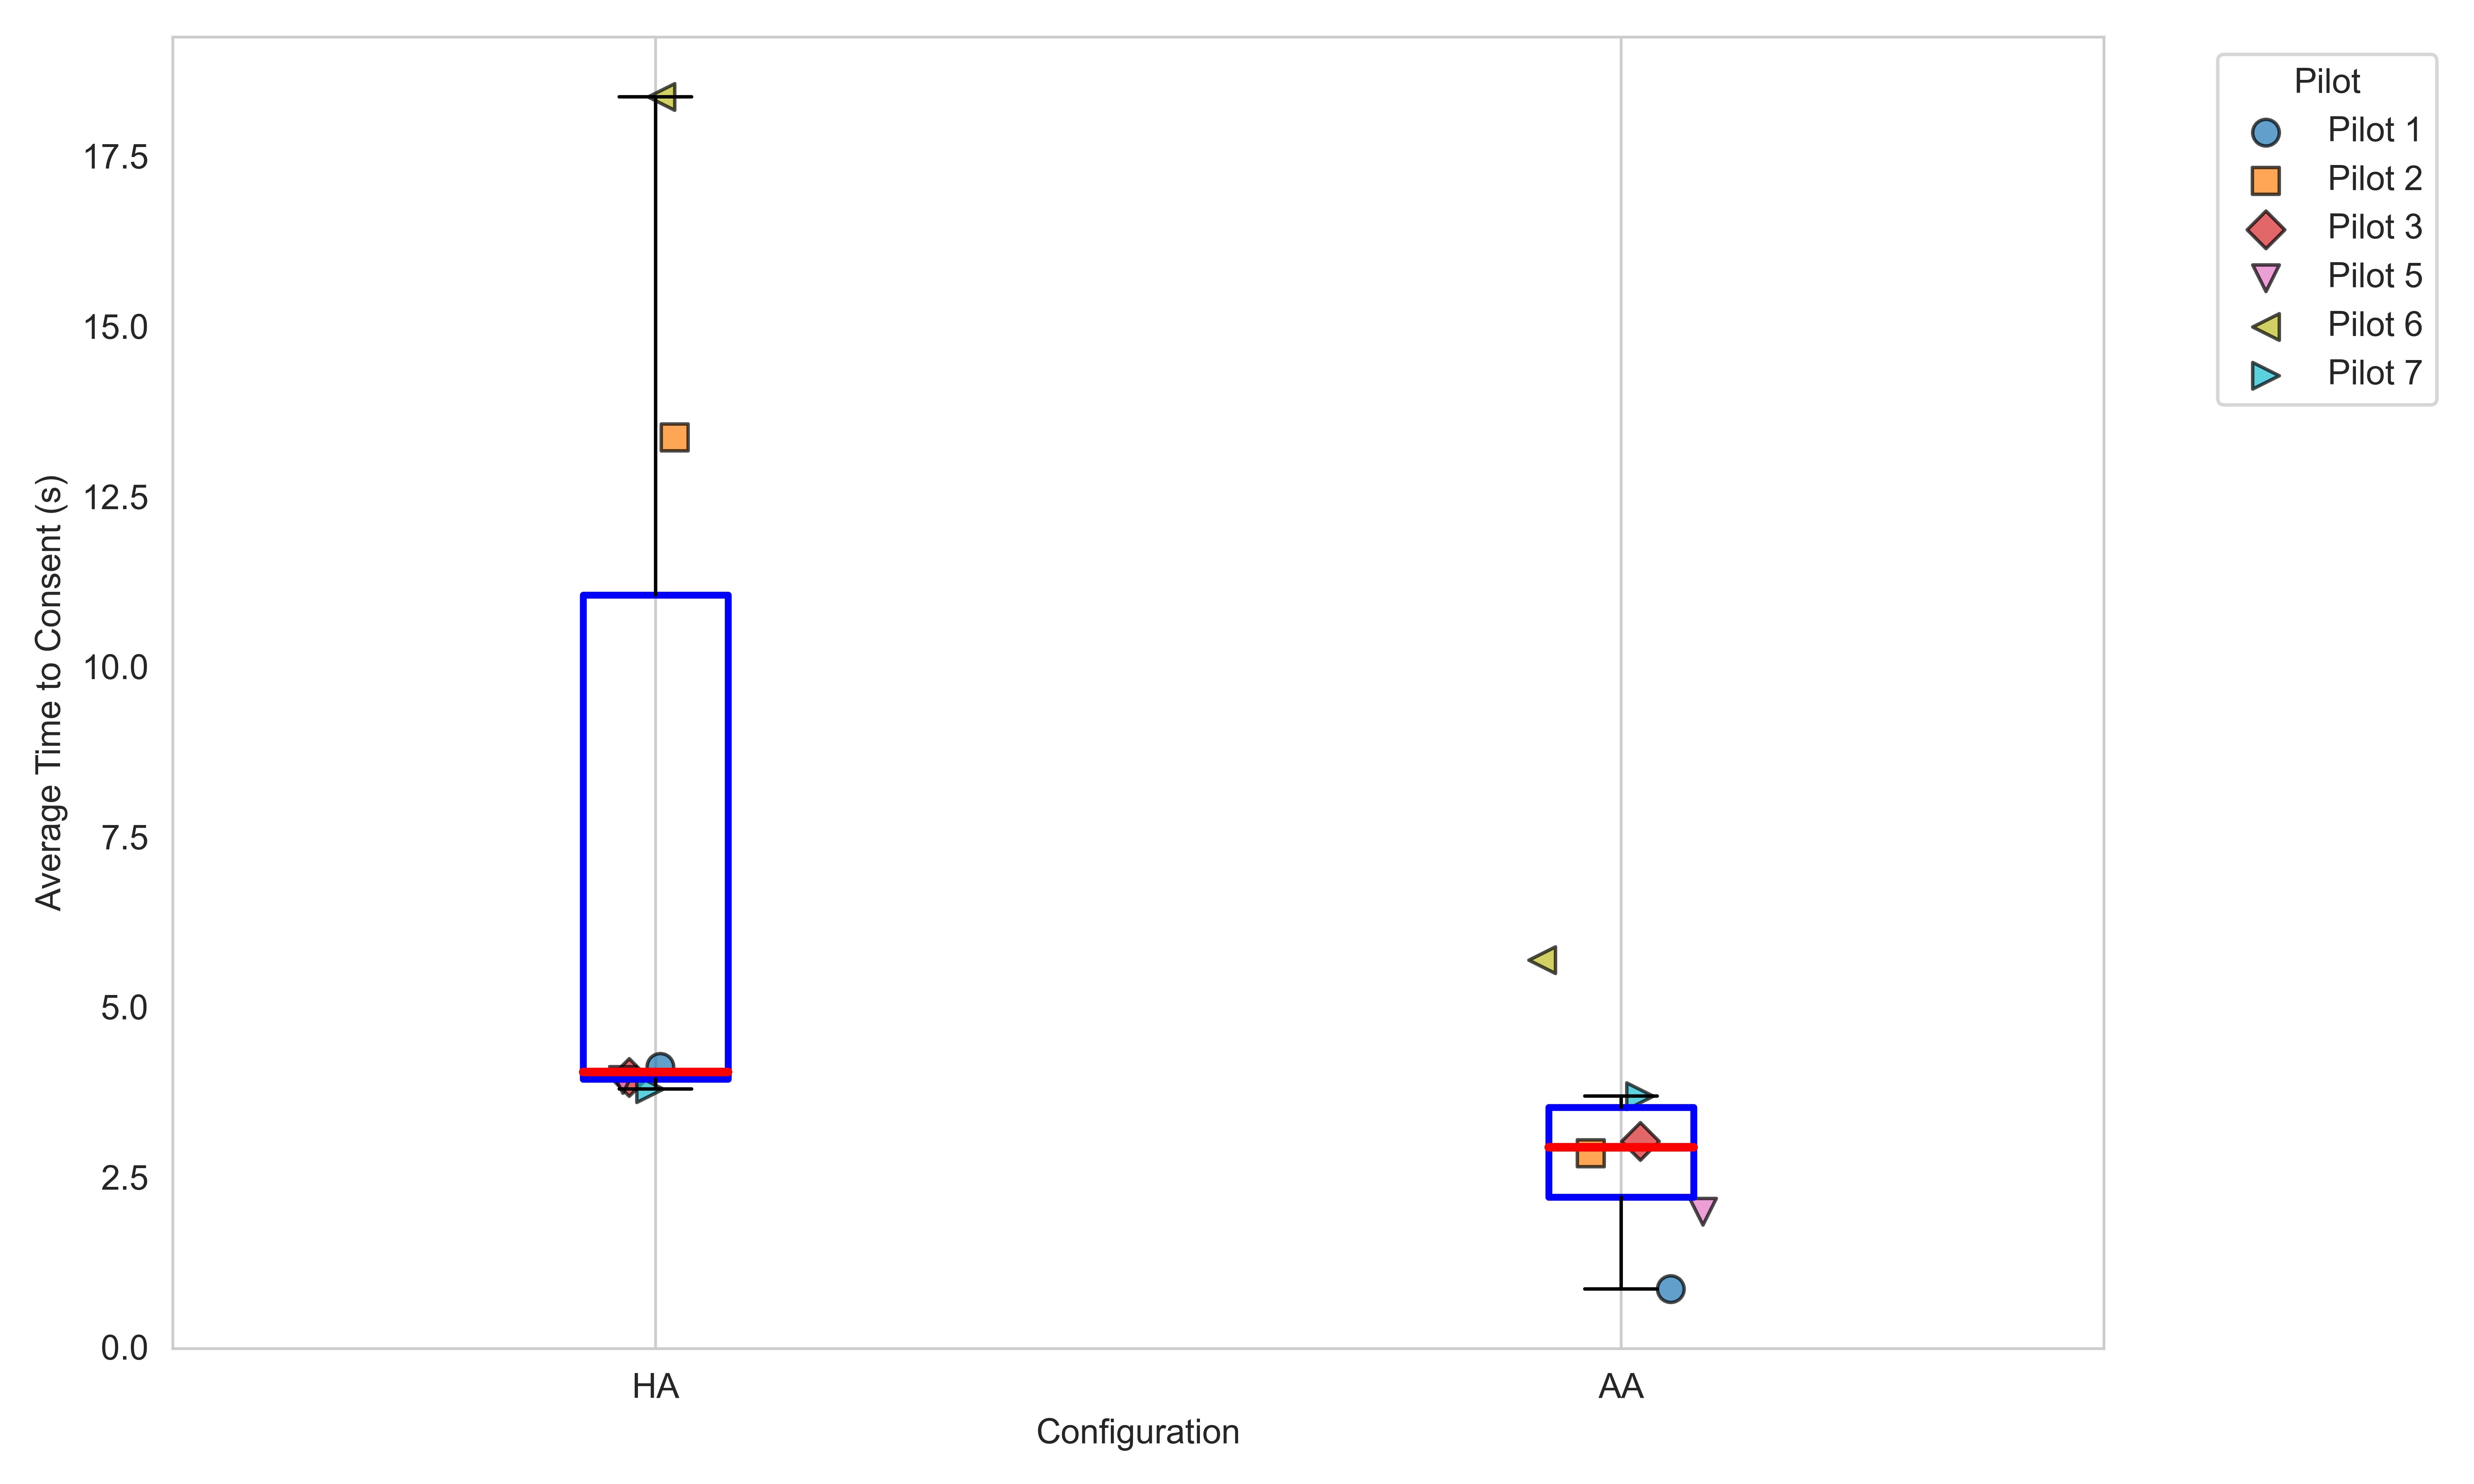 Average Time to Consent (s)
17.5
15.0
12.5
10.0
7.5
5.0
2.5
0.0
HA
AA
Configuration
Pilot
Pilot 1
Pilot 2
Pilot 3
Pilot 5
Pilot 6
Pilot 7